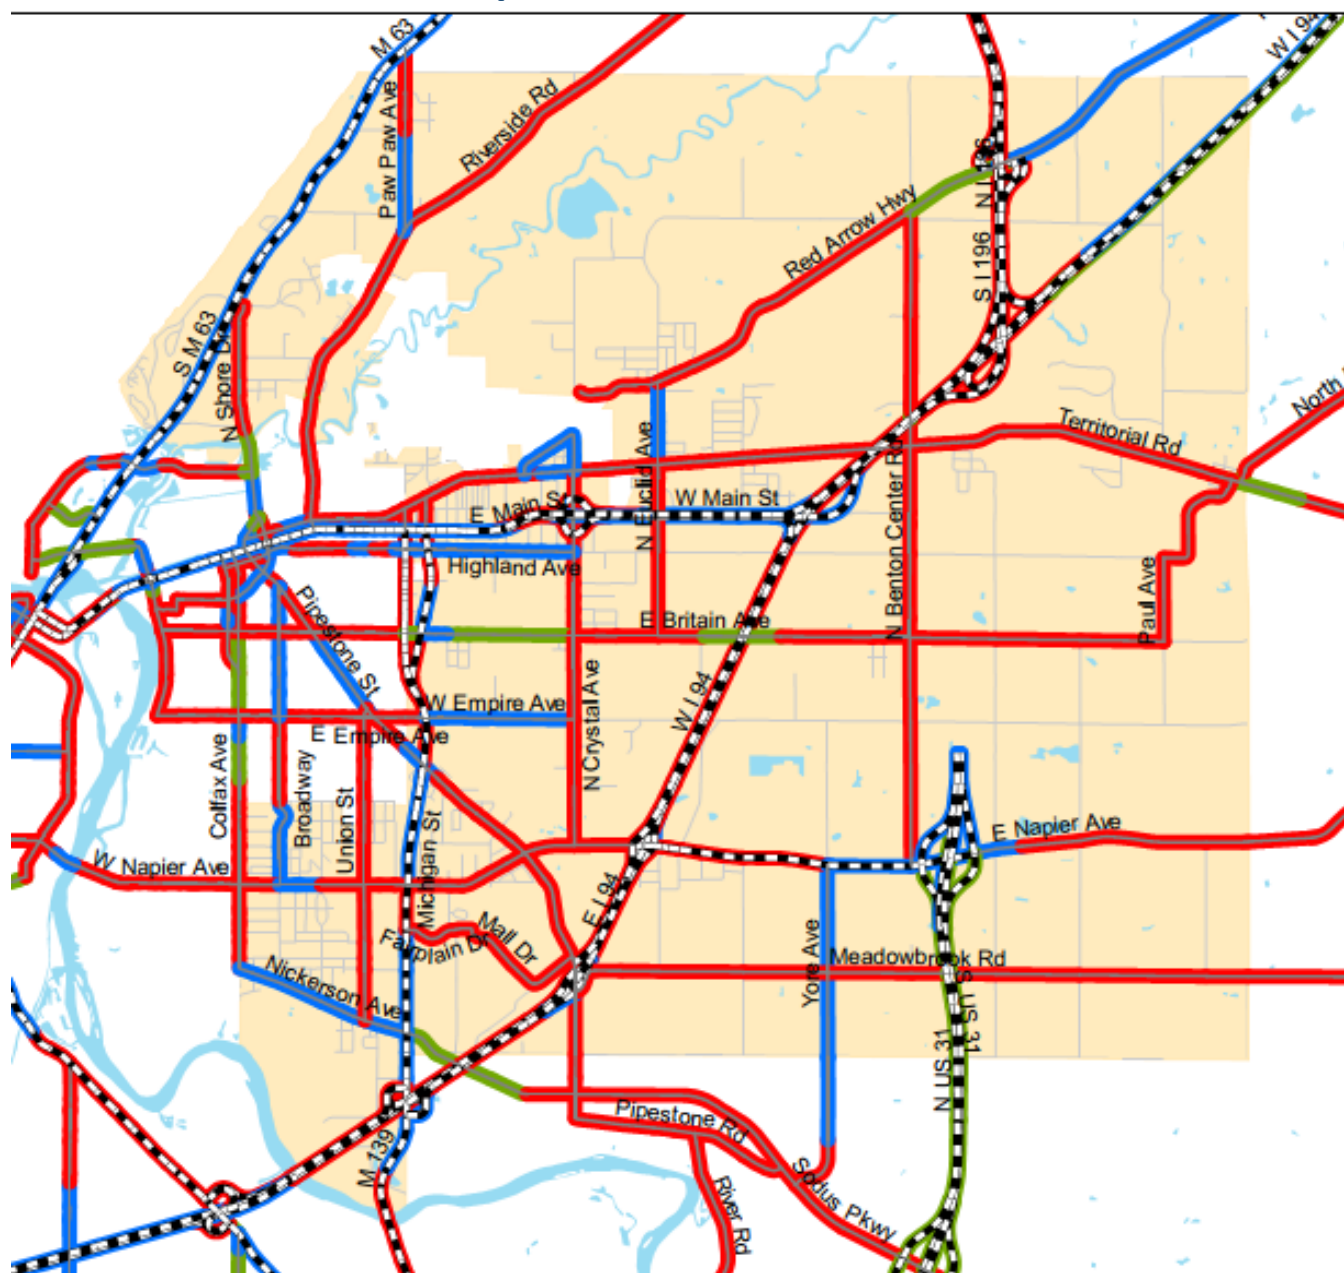 M 63
W I 94
Paw Paw Ave
Riverside Rd
N I 196
Red Arrow Hwy
S I 196
S M 63
N Shore Dr
North
Territorial Rd
N Euclid Ave
W Main St
E Main St
N Benton Center Rd
Highland Ave
Paul Ave
Pipestone St
E Britain Ave
W I 94
N Crystal Ave
W Empire Ave
E Empire Ave
Colfax Ave
Broadway
Union St
Michigan St
E Napier Ave
W Napier Ave
E I 94
Mall Dr
Fairplain Dr
Yore Ave
Meadowbrook Rd
Nickerson Ave
S US 31
N US 31
Pipestone Rd
M 139
Sodus Pkwy
River Rd